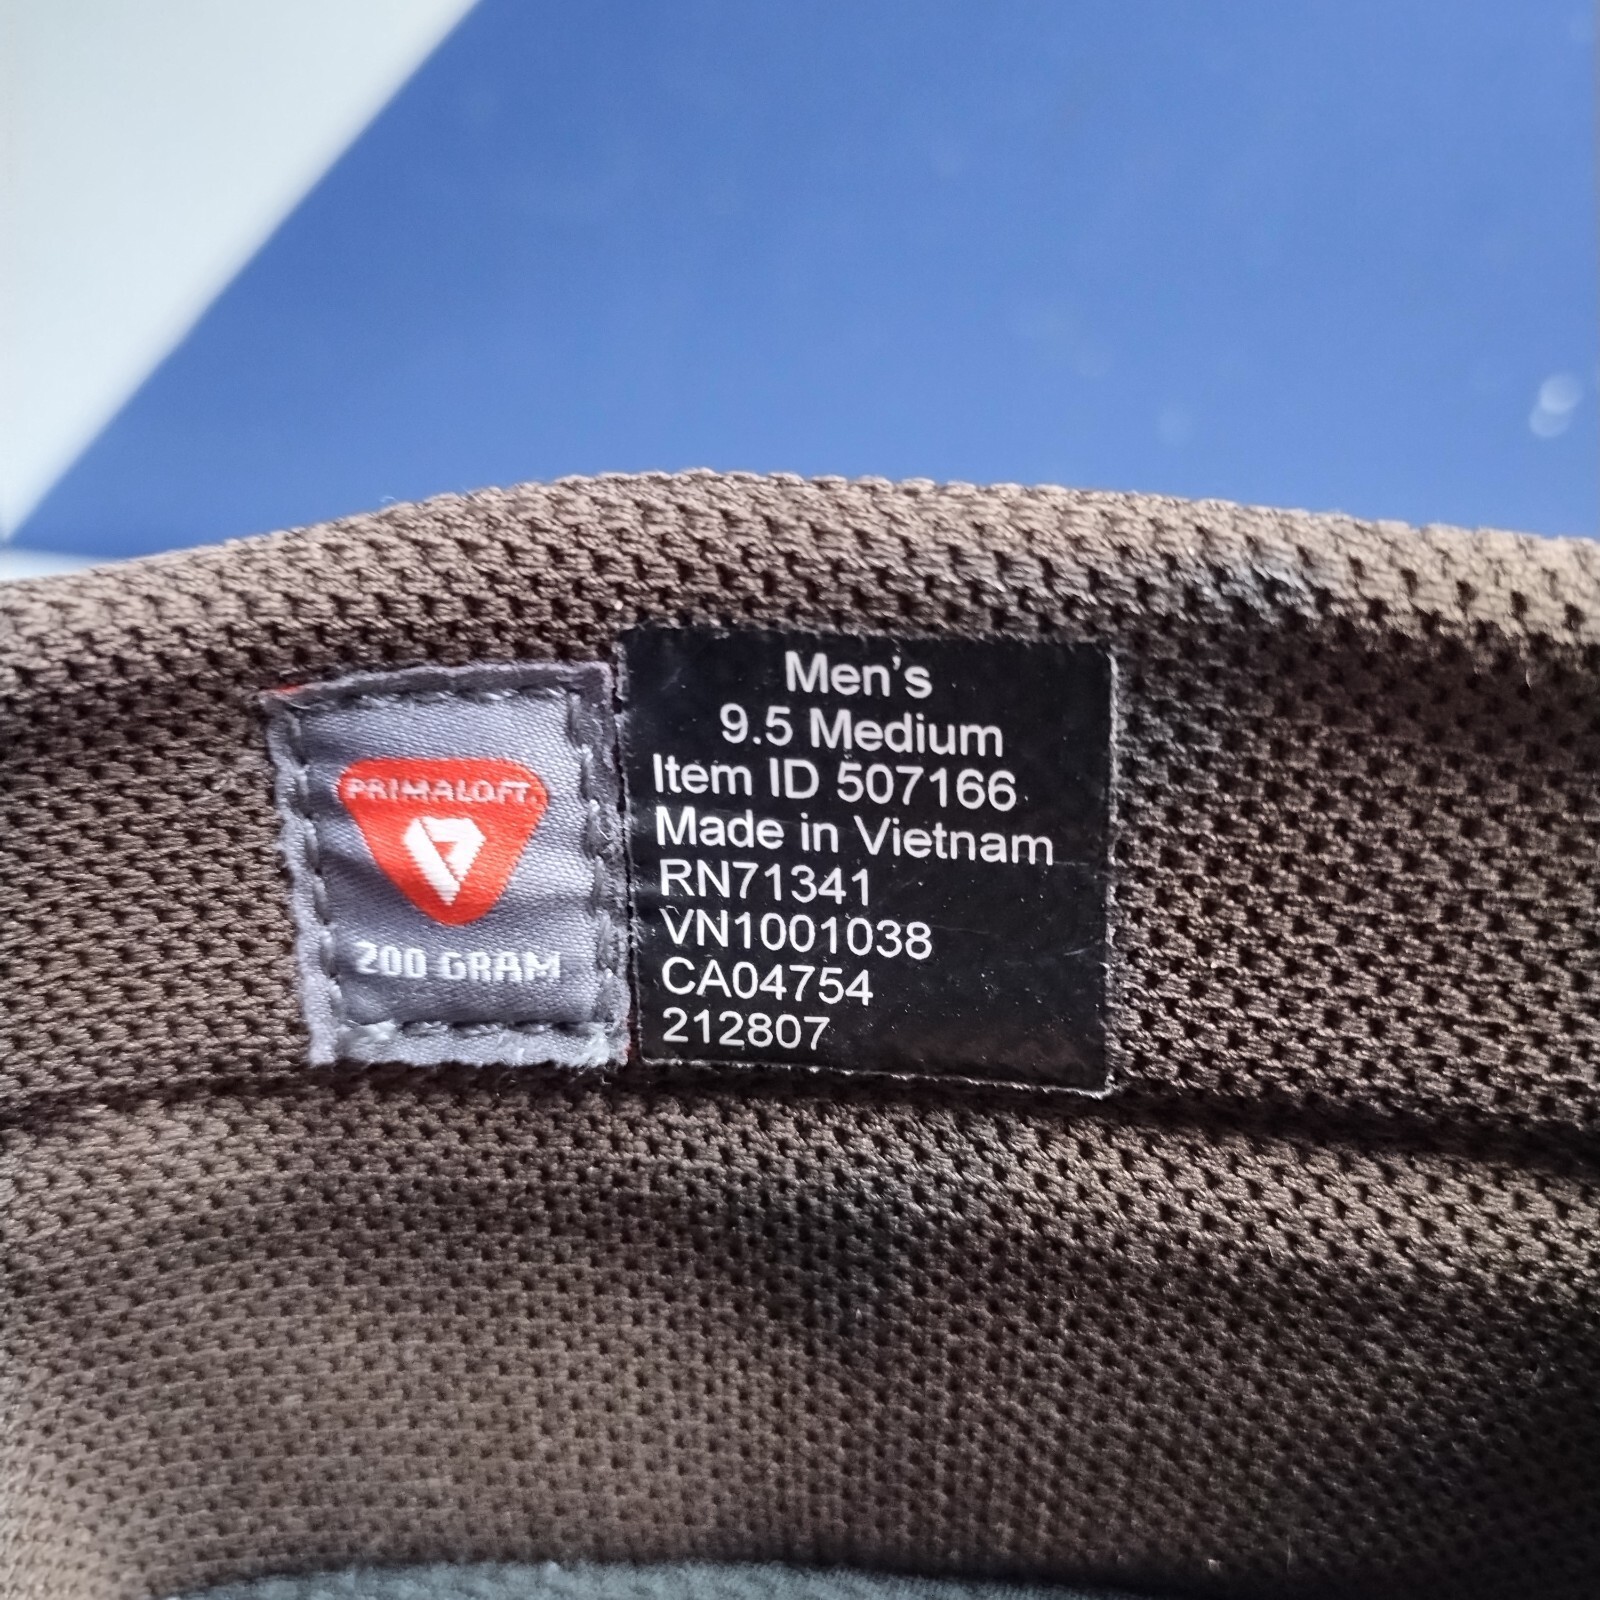 PRIMALOFT
200 GRAM
Men's
9.5 Medium
Item ID 507166
Made in Vietnam
RN71341
VN1001038
CA04754
212807